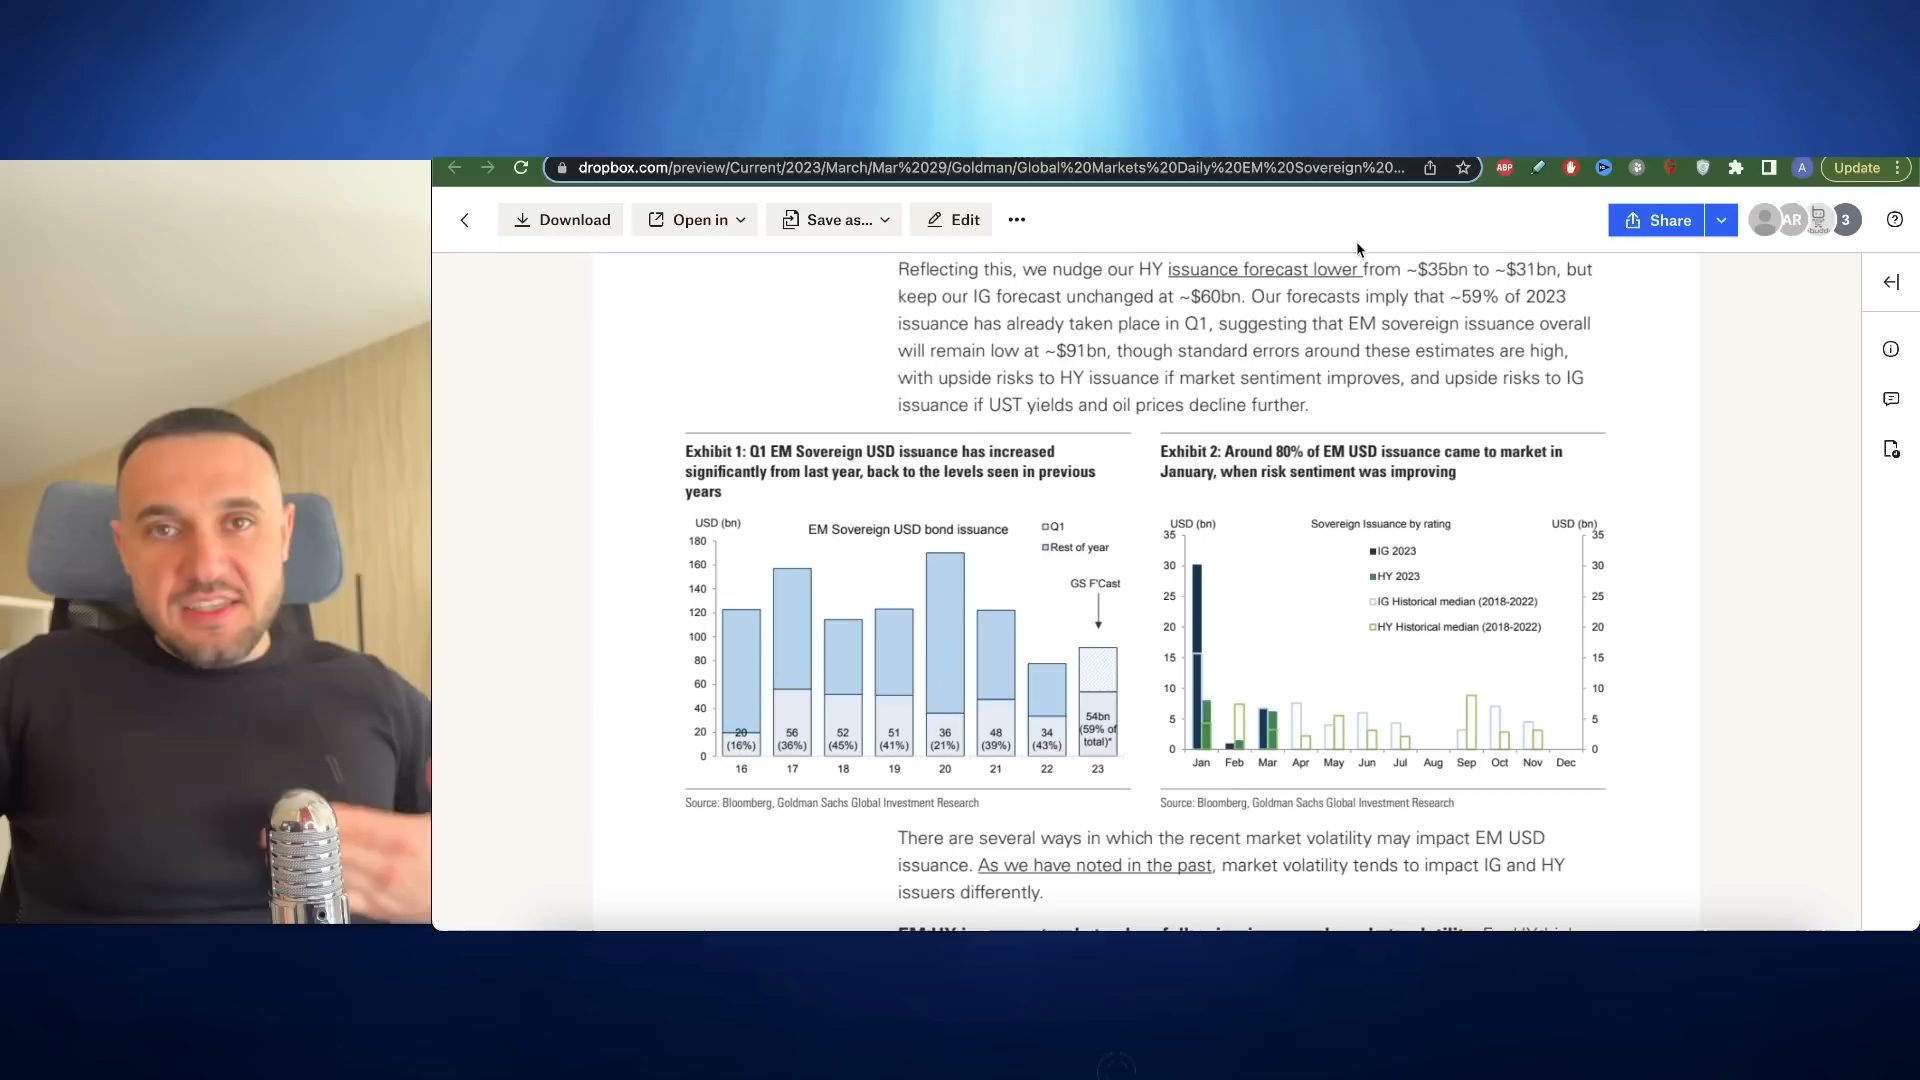 dropbox.com/preview/Current/2023/March/Mar%2029/Goldman/Global%20Markets%20Daily%20EM%20Sovereign%20...
ABP
A
Update
Download
Open in
Save as...
Edit
Share
AR
3
Reflecting this, we nudge our HY issuance forecast lower from ~$35bn to ~$31bn, but
keep our IG forecast unchanged at ~$60bn. Our forecasts imply that ~59% of 2023
issuance has already taken place in Q1, suggesting that EM sovereign issuance overall
will remain low at ~$91bn, though standard errors around these estimates are high,
with upside risks to HY issuance if market sentiment improves, and upside risks to IG
issuance if UST yields and oil prices decline further.
Exhibit 1: Q1 EM Sovereign USD issuance has increased
significantly from last year, back to the levels seen in previous
years
USD (bn)
EM Sovereign USD bond issuance
Q1
Rest of year
GS F'Cast
180
160
140
120
100
80
60
40
20
0
20
(16%)
56
(36%)
52
(45%)
51
(41%)
36
(21%)
48
(39%)
34
(43%)
54bn
(59% of
total)*
16 17 18 19 20 21 22 23
Source: Bloomberg, Goldman Sachs Global Investment Research
Exhibit 2: Around 80% of EM USD issuance came to market in
January, when risk sentiment was improving
USD (bn)
Sovereign Issuance by rating
USD (bn)
IG 2023
HY 2023
IG Historical median (2018-2022)
HY Historical median (2018-2022)
35
30
25
20
15
10
5
0
35
30
25
20
15
10
5
0
Jan Feb Mar Apr May Jun Jul Aug Sep Oct Nov Dec
Source: Bloomberg, Goldman Sachs Global Investment Research
There are several ways in which the recent market volatility may impact EM USD
issuance. As we have noted in the past, market volatility tends to impact IG and HY
issuers differently.